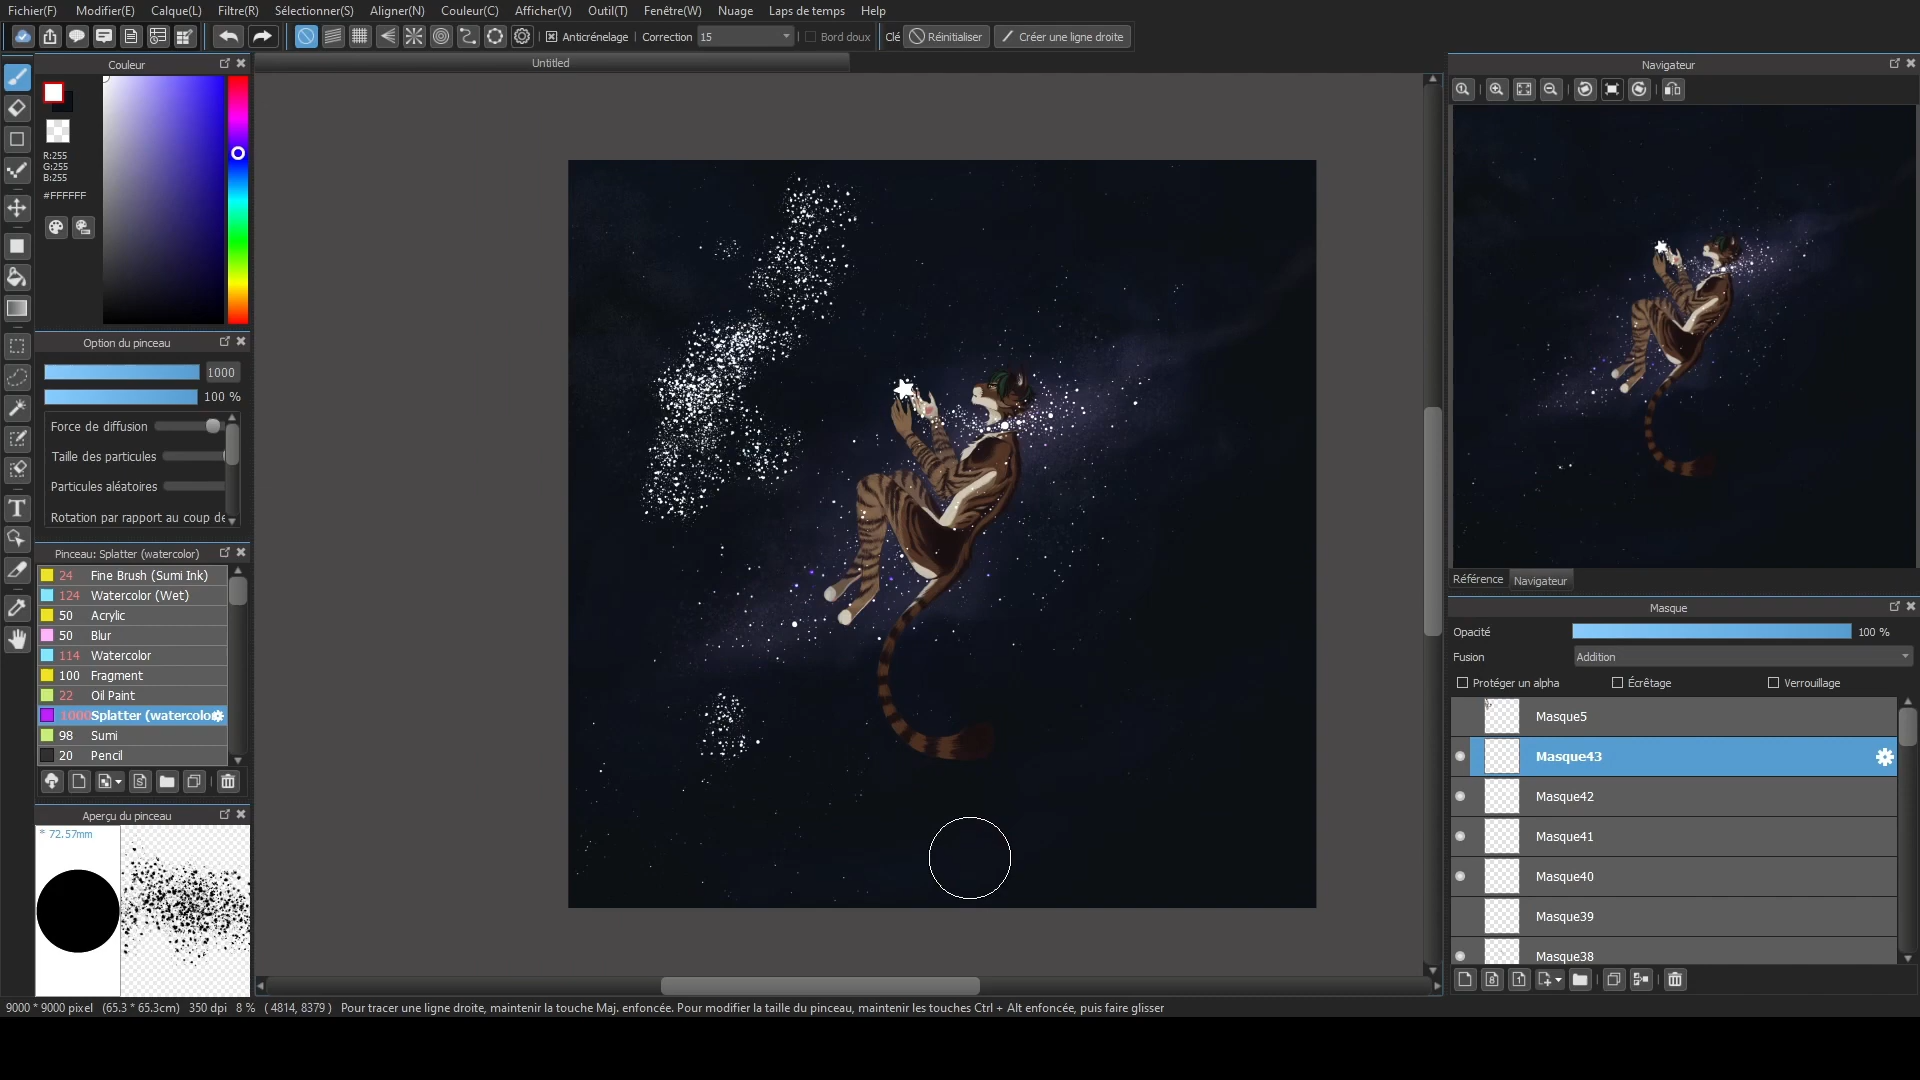 Fichier(F) Modifier(E) Calque(L) Filtre(R) Sélectionner(S) Aligner(N) Couleur(C) Afficher(V) Outil(T) Fenêtre(W) Nuage Laps de temps Help
Anticrénelage Correction 15 Bord doux Clé Réinitialiser Créer une ligne droite
Couleur
Untitled
Navigateur
R:255
G:255
B:255
#FFFFFF
Option du pinceau
1000
100 %
Force de diffusion
Taille des particules
Particules aléatoires
Rotation par rapport au coup de
Pinceau: Splatter (watercolor)
24 Fine Brush (Sumi Ink)
124 Watercolor (Wet)
50 Acrylic
50 Blur
114 Watercolor
100 Fragment
22 Oil Paint
1000 Splatter (watercolo
98 Sumi
20 Pencil
Aperçu du pinceau
* 72.57mm
Référence Navigateur
Masque
Opacité 100 %
Fusion Addition
Protéger un alpha Écrêtage Verrouillage
Masque5
Masque43
Masque42
Masque41
Masque40
Masque39
Masque38
T
9000 * 9000 pixel (65.3 * 65.3cm) 350 dpi 8 % ( 4814, 8379 ) Pour tracer une ligne droite, maintenir la touche Maj. enfoncée. Pour modifier la taille du pinceau, maintenir les touches Ctrl + Alt enfoncée, puis faire glisser